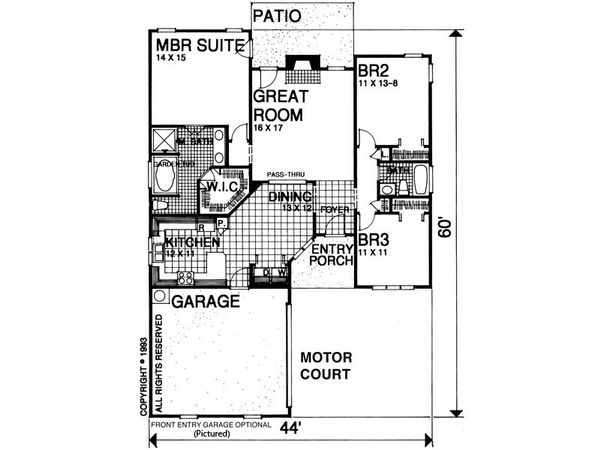 PATIO
MBR SUITE
14 X 15
BR2
11 X 13-8
GREAT
ROOM
16 X 17
M. BATH
GARDEN TUB
W.I.C.
PASS-THRU
BATH
L
DINING
13 X 12
FOYER
R
P
KITCHEN
12 X 11
ENTRY
PORCH
BR3
11 X 11
D
W
60'
GARAGE
MOTOR
COURT
COPYRIGHT © 1993
ALL RIGHTS RESERVED
FRONT ENTRY GARAGE OPTIONAL
(Pictured)
44'